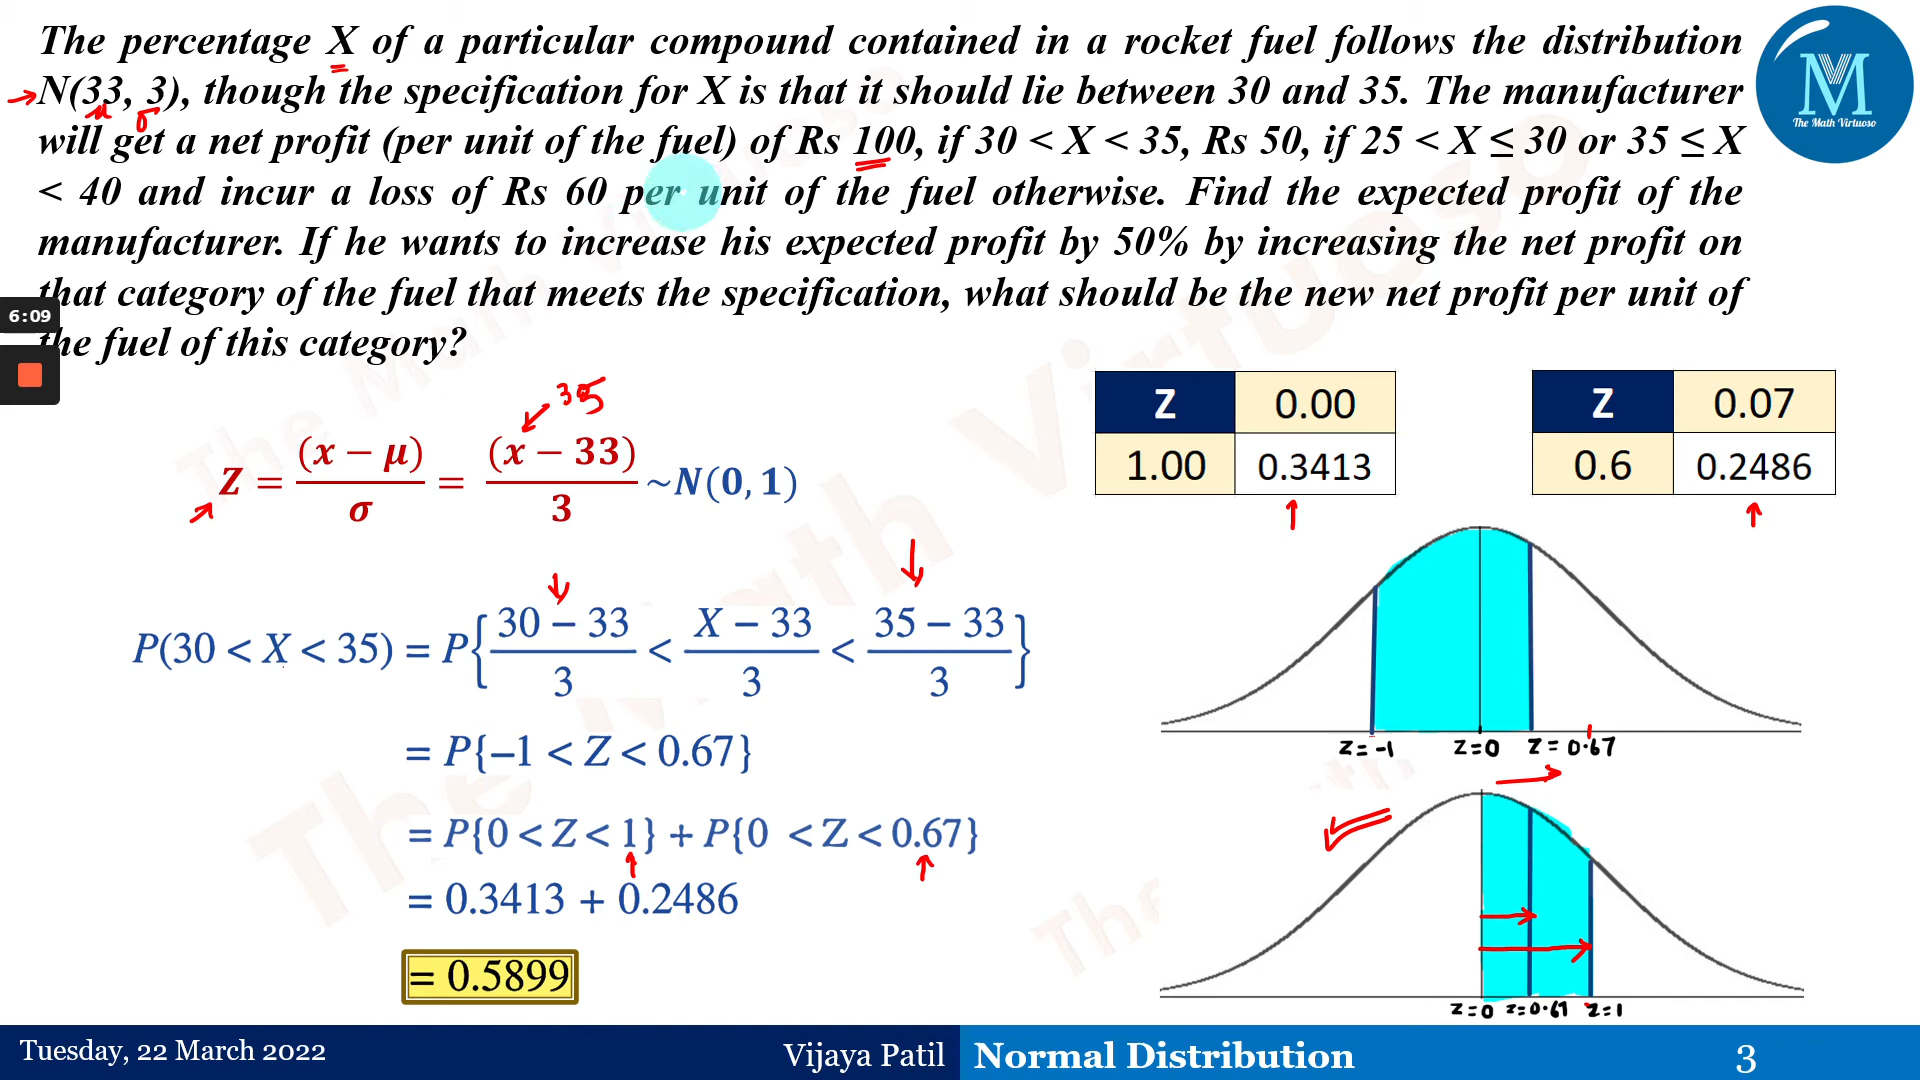 The percentage X of a particular compound contained in a rocket fuel follows the distribution
N(33, 3), though the specification for X is that it should lie between 30 and 35. The manufacturer
will get a net profit (per unit of the fuel) of Rs 100, if 30 < X < 35, Rs 50, if 25 < X ≤ 30 or 35 ≤ X
< 40 and incur a loss of Rs 60 per unit of the fuel otherwise. Find the expected profit of the
manufacturer. If he wants to increase his expected profit by 50% by increasing the net profit on
that category of the fuel that meets the specification, what should be the new net profit per unit of
the fuel of this category?
M
The Math Virtuoso
μ σ
6:09
35
Z = (x − μ)/σ = (x − 33)/3 ~N(0, 1)
Z 0.00
1.00 0.3413
Z 0.07
0.6 0.2486
P(30 < X < 35) = P{(30 − 33)/3 < (X − 33)/3 < (35 − 33)/3}
= P{–1 < Z < 0.67}
= P{0 < Z < 1} + P{0 < Z < 0.67}
= 0.3413 + 0.2486
= 0.5899
z=-1 z=0 z=0.67
z=0 z=0.67 z=1
The Math Virtuoso
Tuesday, 22 March 2022
Vijaya Patil
Normal Distribution
3